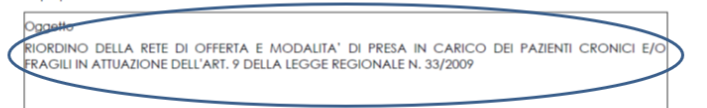 Oggetto
RIORDINO DELLA RETE DI OFFERTA E MODALITA' DI PRESA IN CARICO DEI PAZIENTI CRONICI E/O
FRAGILI IN ATTUAZIONE DELL'ART. 9 DELLA LEGGE REGIONALE N. 33/2009